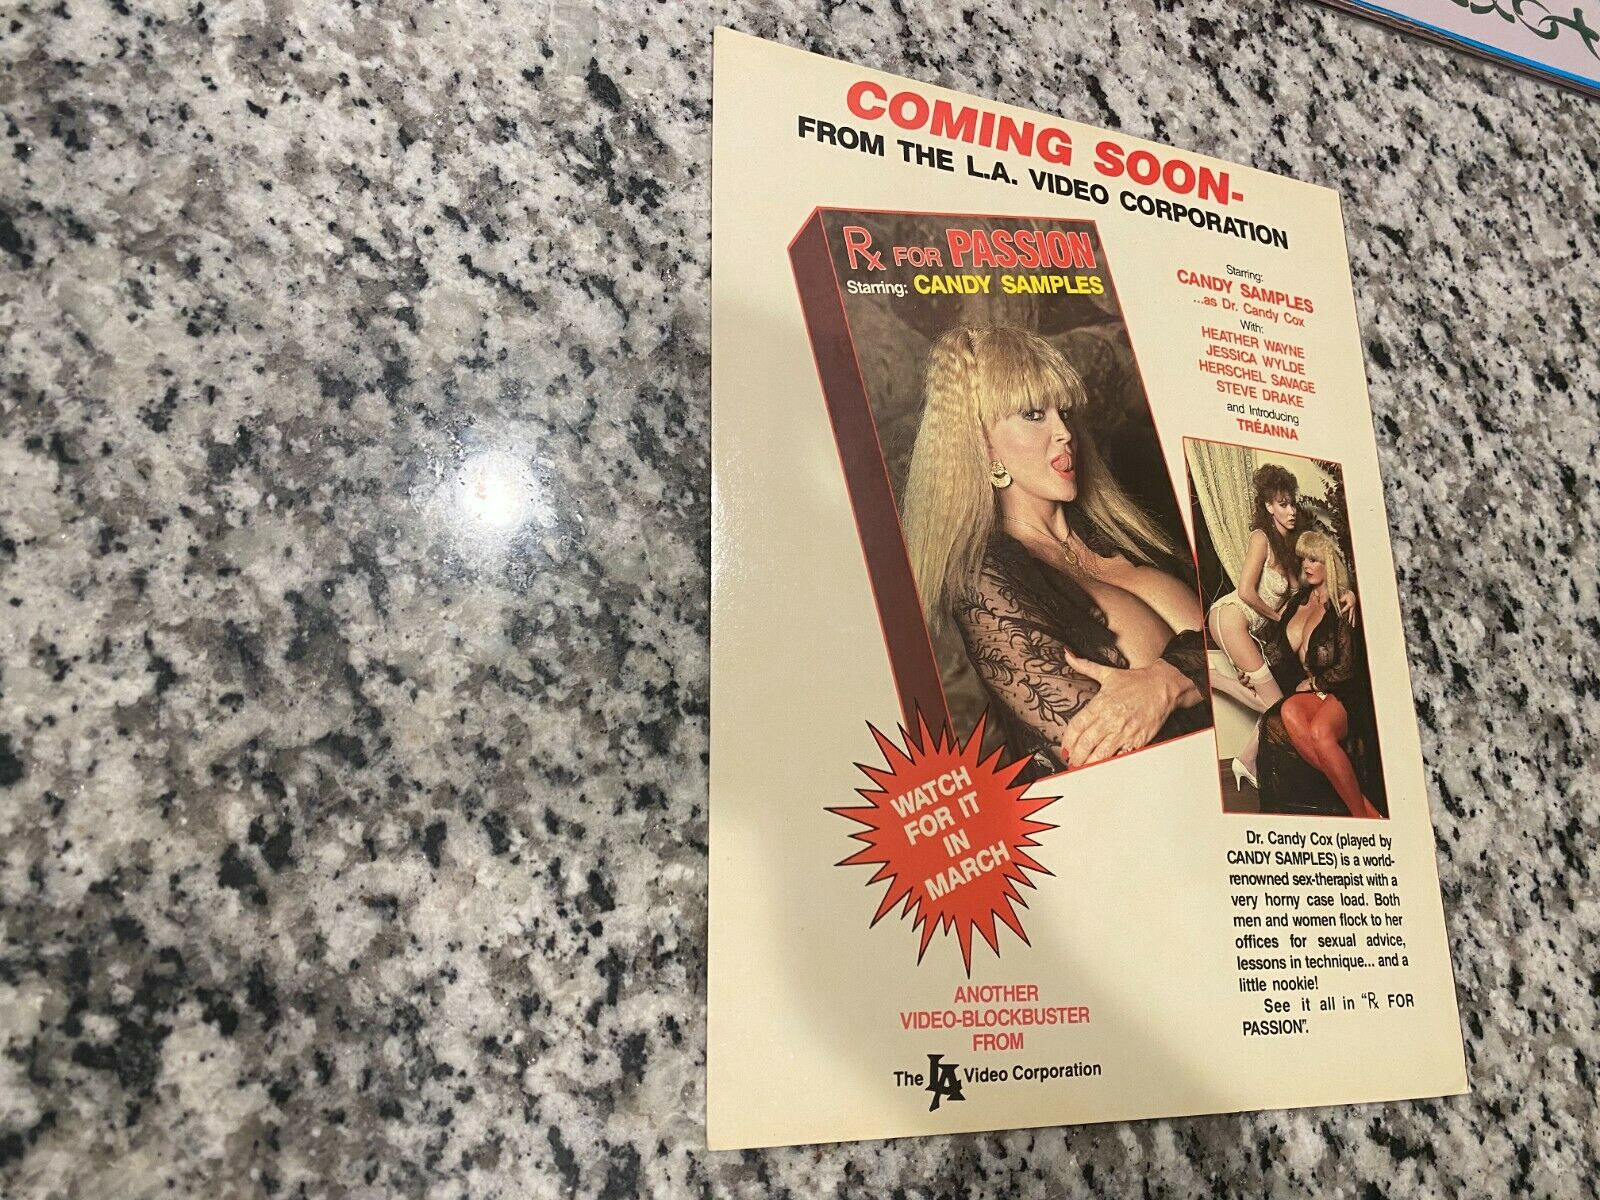 COMING SOON-
FROM THE L.A. VIDEO CORPORATION
Rx FOR PASSION
Starring: CANDY SAMPLES
Starring:
CANDY SAMPLES
...as Dr. Candy Cox
With:
HEATHER WAYNE
JESSICA WYLDE
HERSCHEL SAVAGE
STEVE DRAKE
and Introducing
TRÉANNA
WATCH
FOR IT
IN
MARCH
Dr. Candy Cox (played by
CANDY SAMPLES) is a world-
renowned sex-therapist with a
very horny case load. Both
men and women flock to her
offices for sexual advice,
lessons in technique... and a
little nookie!
See it all in "Rx FOR
PASSION".
ANOTHER
VIDEO-BLOCKBUSTER
FROM
The LA Video Corporation